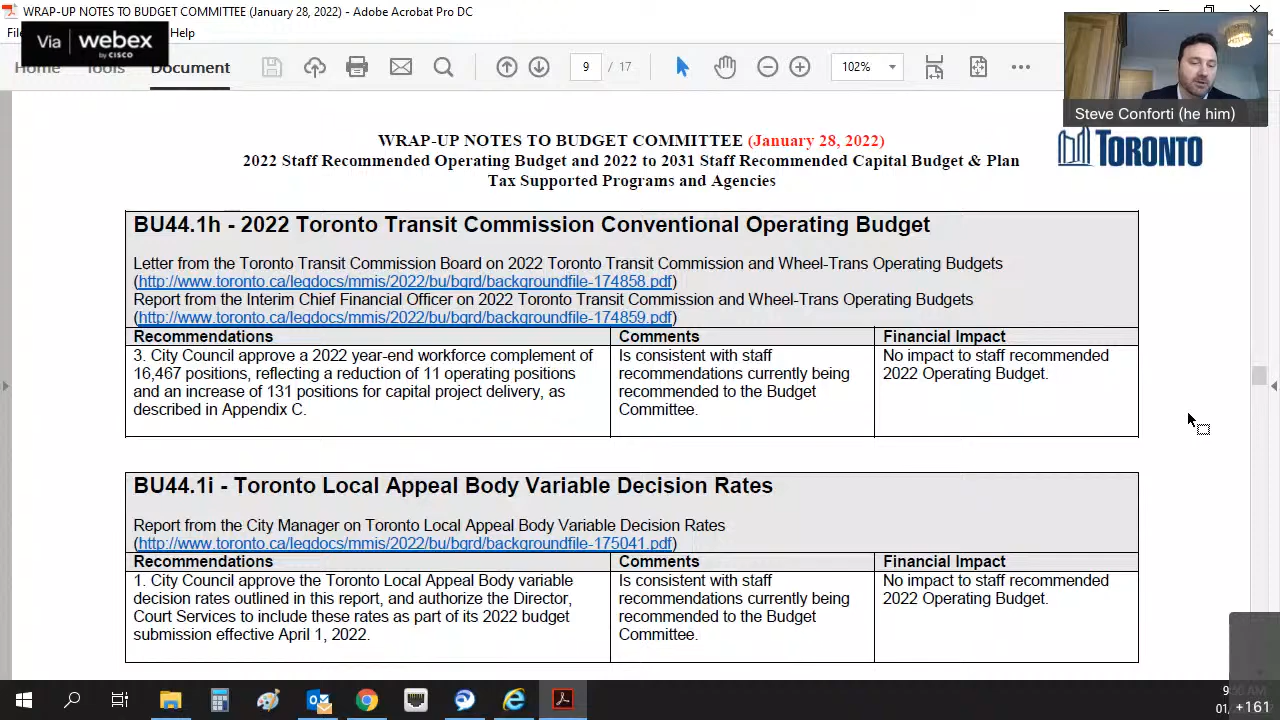 WRAP-UP NOTES TO BUDGET COMMITTEE (January 28, 2022) - Adobe Acrobat Pro DC
Via webex
by CISCO
Help
Home Tools Document
9 / 17
102%
Steve Conforti (he him)
WRAP-UP NOTES TO BUDGET COMMITTEE (January 28, 2022)
2022 Staff Recommended Operating Budget and 2022 to 2031 Staff Recommended Capital Budget & Plan
Tax Supported Programs and Agencies
TORONTO
BU44.1h - 2022 Toronto Transit Commission Conventional Operating Budget
Letter from the Toronto Transit Commission Board on 2022 Toronto Transit Commission and Wheel-Trans Operating Budgets
(http://www.toronto.ca/legdocs/mmis/2022/bu/bgrd/backgroundfile-174858.pdf)
Report from the Interim Chief Financial Officer on 2022 Toronto Transit Commission and Wheel-Trans Operating Budgets
(http://www.toronto.ca/legdocs/mmis/2022/bu/bgrd/backgroundfile-174859.pdf)
Recommendations
3. City Council approve a 2022 year-end workforce complement of
16,467 positions, reflecting a reduction of 11 operating positions
and an increase of 131 positions for capital project delivery, as
described in Appendix C.
Comments
Is consistent with staff
recommendations currently being
recommended to the Budget
Committee.
Financial Impact
No impact to staff recommended
2022 Operating Budget.
BU44.1i - Toronto Local Appeal Body Variable Decision Rates
Report from the City Manager on Toronto Local Appeal Body Variable Decision Rates
(http://www.toronto.ca/legdocs/mmis/2022/bu/bgrd/backgroundfile-175041.pdf)
Recommendations
1. City Council approve the Toronto Local Appeal Body variable
decision rates outlined in this report, and authorize the Director,
Court Services to include these rates as part of its 2022 budget
submission effective April 1, 2022.
Comments
Is consistent with staff
recommendations currently being
recommended to the Budget
Committee.
Financial Impact
No impact to staff recommended
2022 Operating Budget.
+161